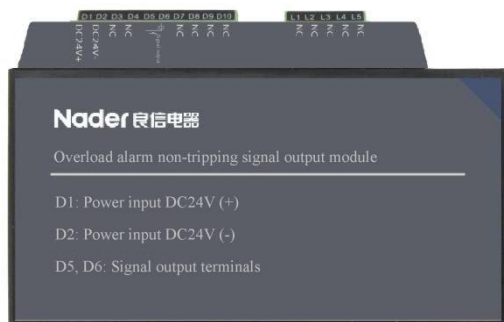 D1 D2 D3 D4 D5 D6 D7 D8 D9 D10
L1 L2 L3 L4 L5
DC24V+ DC24V- NC NC NC NC NC NC
NC NC NC NC NC
Nader 良信电器
Overload alarm non-tripping signal output module
D1: Power input DC24V (+)
D2: Power input DC24V (-)
D5, D6: Signal output terminals